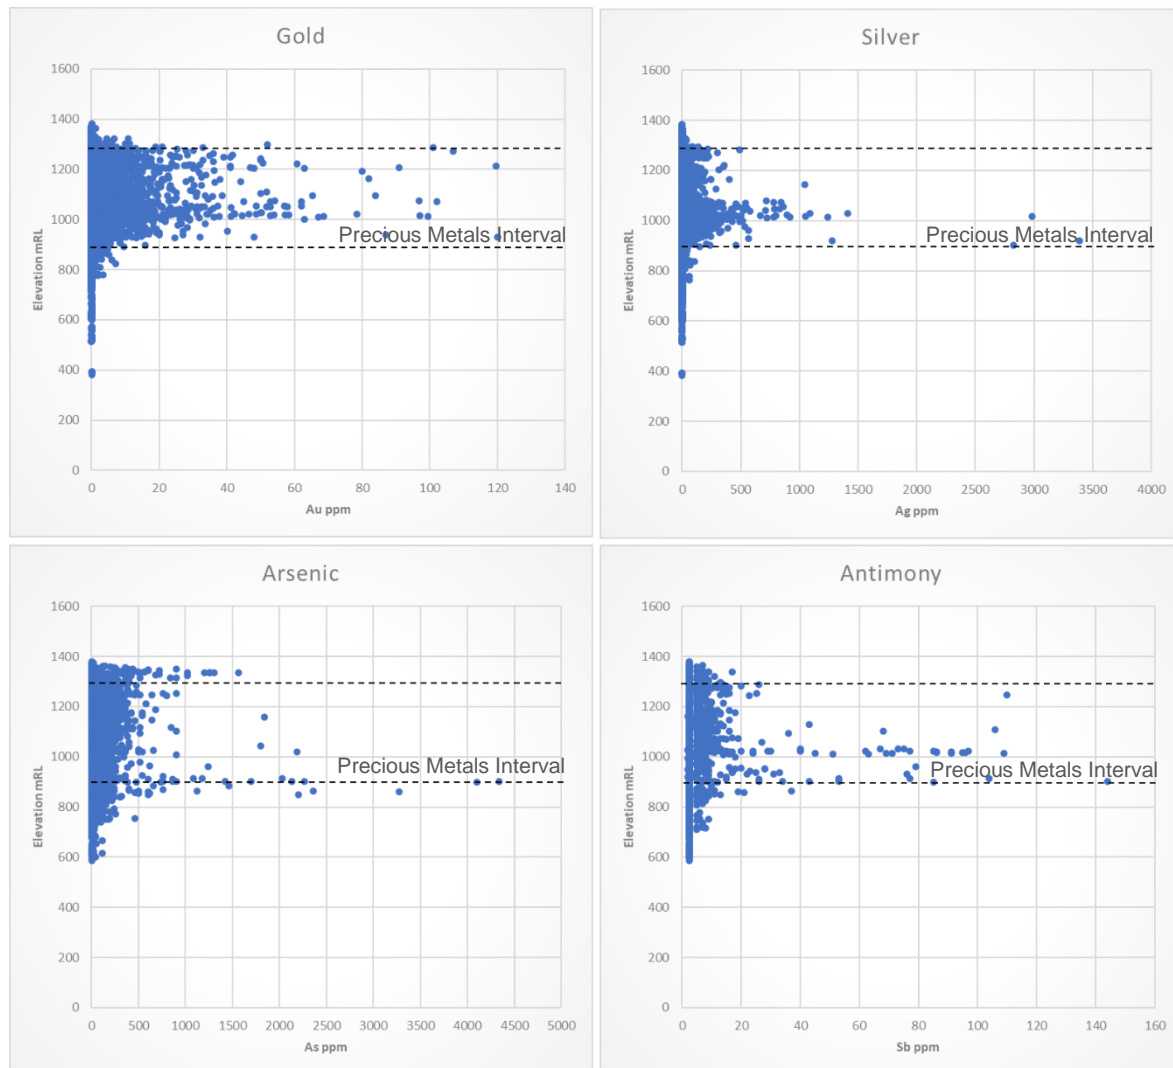 Gold
1600
1400
1200
1000
800
600
400
200
0
Elevation mRL
Precious Metals Interval
0 20 40 60 80 100 120 140
Au ppm
Silver
1600
1400
1200
1000
800
600
400
200
0
Elevation mRL
Precious Metals Interval
0 500 1000 1500 2000 2500 3000 3500 4000
Ag ppm
Arsenic
1600
1400
1200
1000
800
600
400
200
0
Elevation mRL
Precious Metals Interval
0 500 1000 1500 2000 2500 3000 3500 4000 4500 5000
As ppm
Antimony
1600
1400
1200
1000
800
600
400
200
0
Elevation mRL
Precious Metals Interval
0 20 40 60 80 100 120 140 160
Sb ppm